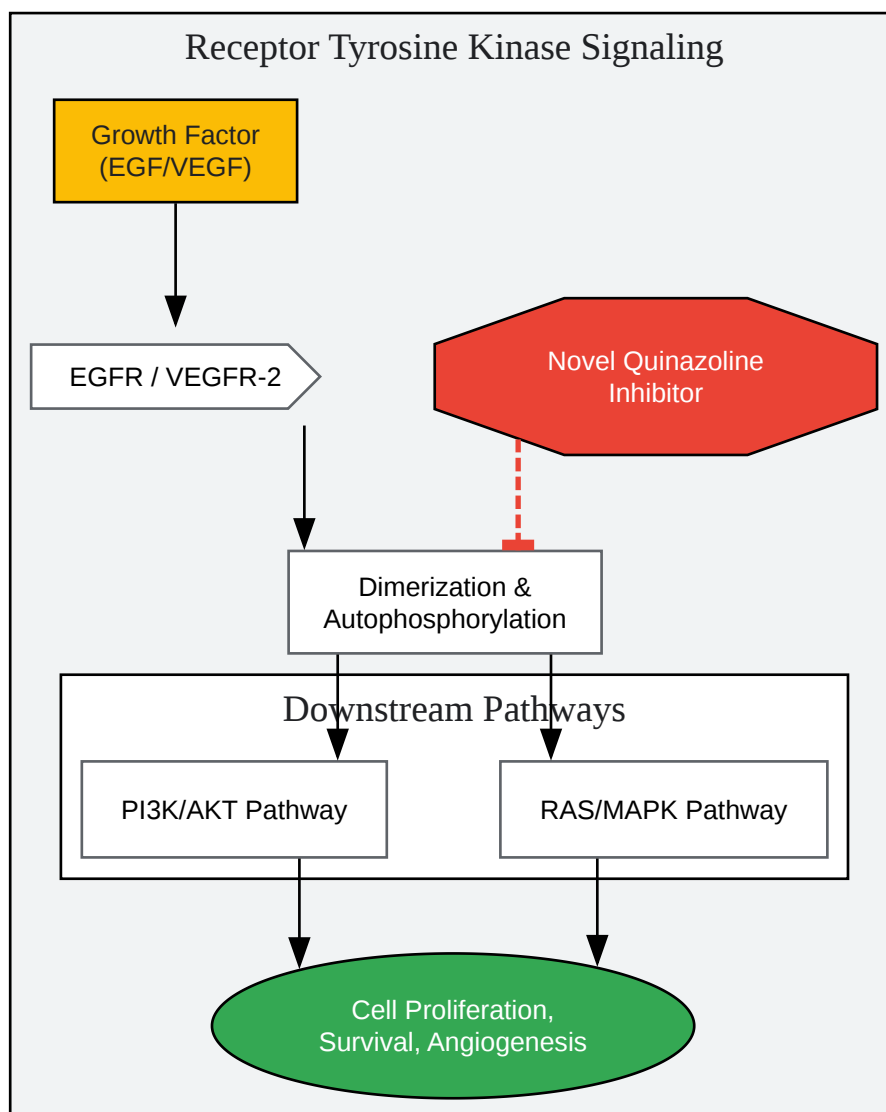 Receptor Tyrosine Kinase Signaling
Growth Factor
(EGF/VEGF)
EGFR / VEGFR-2
Novel Quinazoline
Inhibitor
Dimerization &
Autophosphorylation
Downstream Pathways
PI3K/AKT Pathway
RAS/MAPK Pathway
Cell Proliferation,
Survival, Angiogenesis